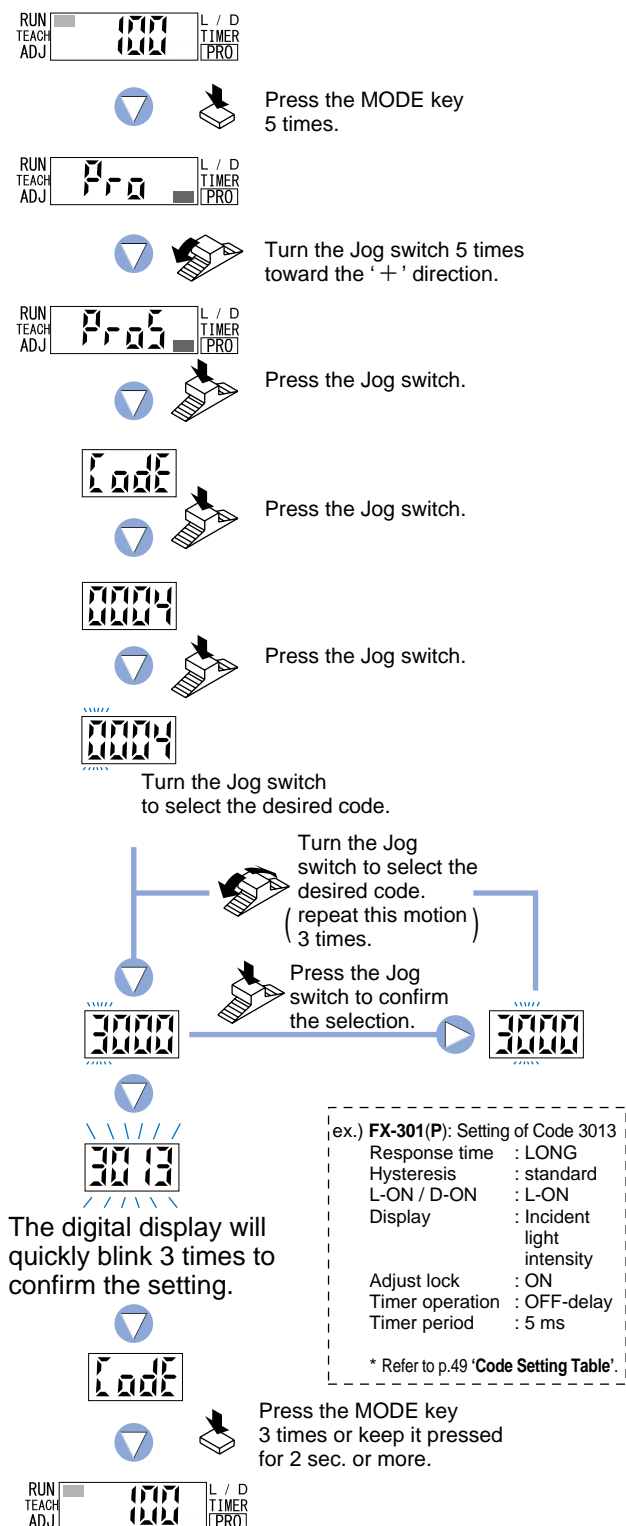 RUN
TEACH
ADJ
100
L / D
TIMER
PRO
Press the MODE key
5 times.
RUN
TEACH
ADJ
Pro
L / D
TIMER
PRO
Turn the Jog switch 5 times
toward the ‘＋’ direction.
RUN
TEACH
ADJ
Pro5
L / D
TIMER
PRO
Press the Jog switch.
CodE
Press the Jog switch.
0004
Press the Jog switch.
0004
Turn the Jog switch
to select the desired code.
Turn the Jog
switch to select the
desired code.
( repeat this motion )
3 times.
Press the Jog
switch to confirm
the selection.
3000
3000
3013
The digital display will
quickly blink 3 times to
confirm the setting.
ex.) FX-301(P): Setting of Code 3013
Response time : LONG
Hysteresis : standard
L-ON / D-ON : L-ON
Display : Incident
light
intensity
Adjust lock : ON
Timer operation : OFF-delay
Timer period : 5 ms
* Refer to p.49 ‘Code Setting Table’.
CodE
Press the MODE key
3 times or keep it pressed
for 2 sec. or more.
RUN
TEACH
ADJ
100
L / D
TIMER
PRO